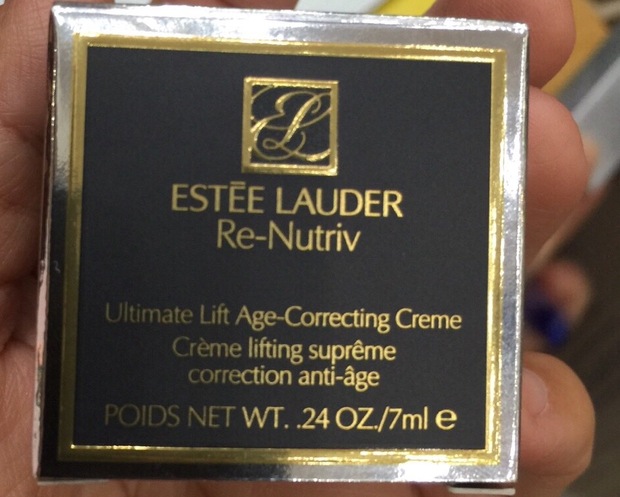 EL
ESTĒE LAUDER
Re-Nutriv
Ultimate Lift Age-Correcting Creme
Crème lifting suprême
correction anti-âge
POIDS NET WT. .24 OZ./7ml ℮